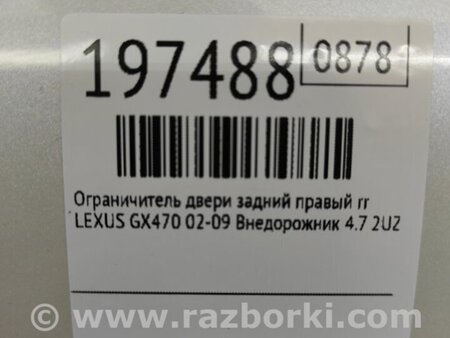 197488 0878
Ограничитель двери задний правый rr
LEXUS GX470 02-09 Внедорожник 4.7 2UZ
© www.razborki.com